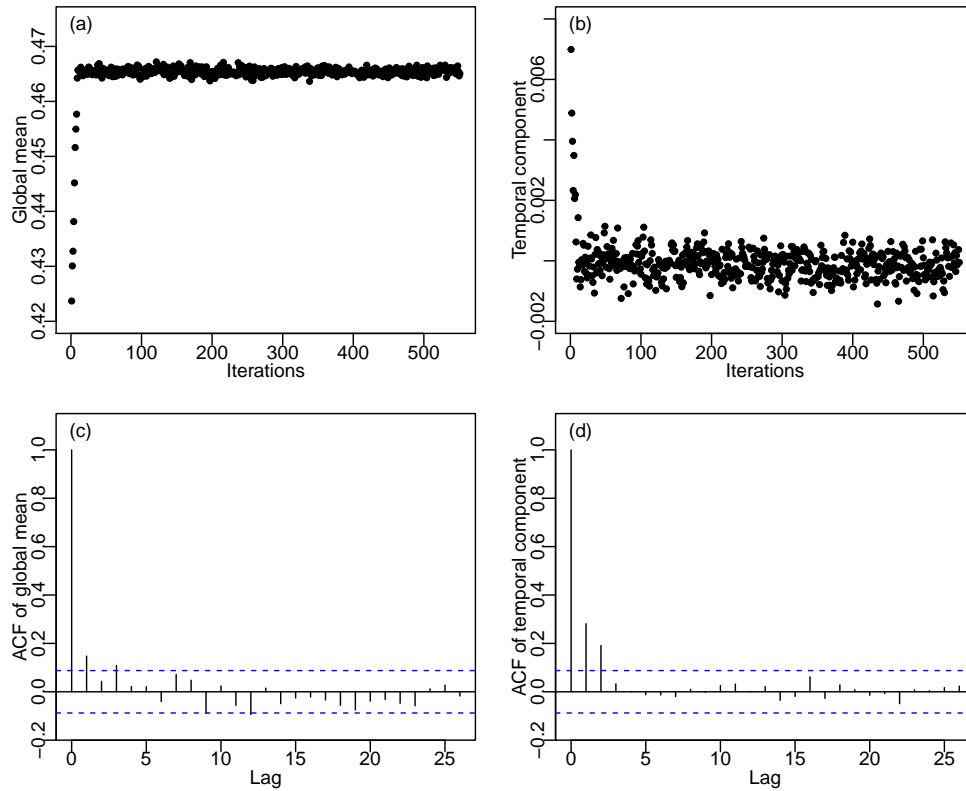 (a)
Global mean
0.47
0.46
0.45
0.44
0.43
0.42
0 100 200 300 400 500
Iterations
(b)
Temporal component
0.006
0.002
−0.002
0 100 200 300 400 500
Iterations
(c)
ACF of global mean
1.0
0.8
0.6
0.4
0.2
0.0
−0.2
0 5 10 15 20 25
Lag
(d)
ACF of temporal component
1.0
0.8
0.6
0.4
0.2
0.0
−0.2
0 5 10 15 20 25
Lag